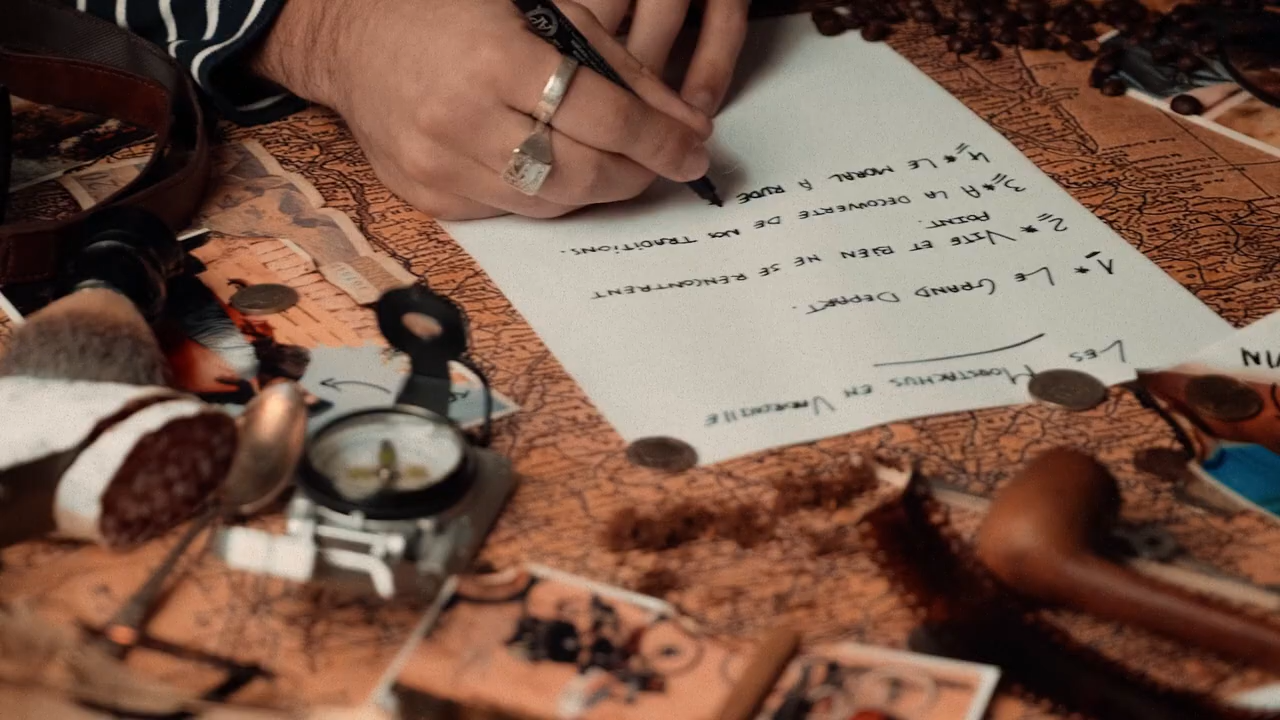 LES
MOUSTACHUS EN VADROUILLE
1 * LE GRAND DEPART.
2 * VITE ET BIEN NE SE RENCONTRENT
POINT.
3 * A LA DECOUVERTE DE NOS TRADITIONS.
4 * LE MORAL À RUDE
VIN